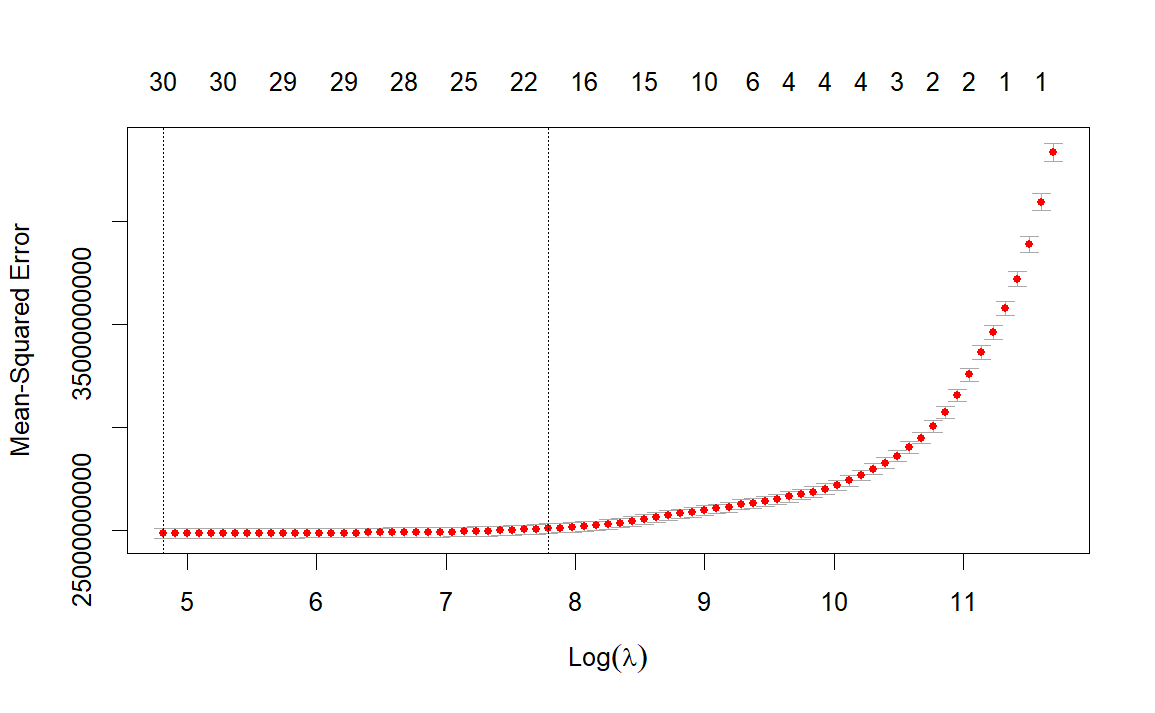 30 30 29 29 28 25 22 16 15 10 6 4 4 4 3 2 2 1 1
Mean-Squared Error
35000000000
25000000000
5 6 7 8 9 10 11
Log(λ)